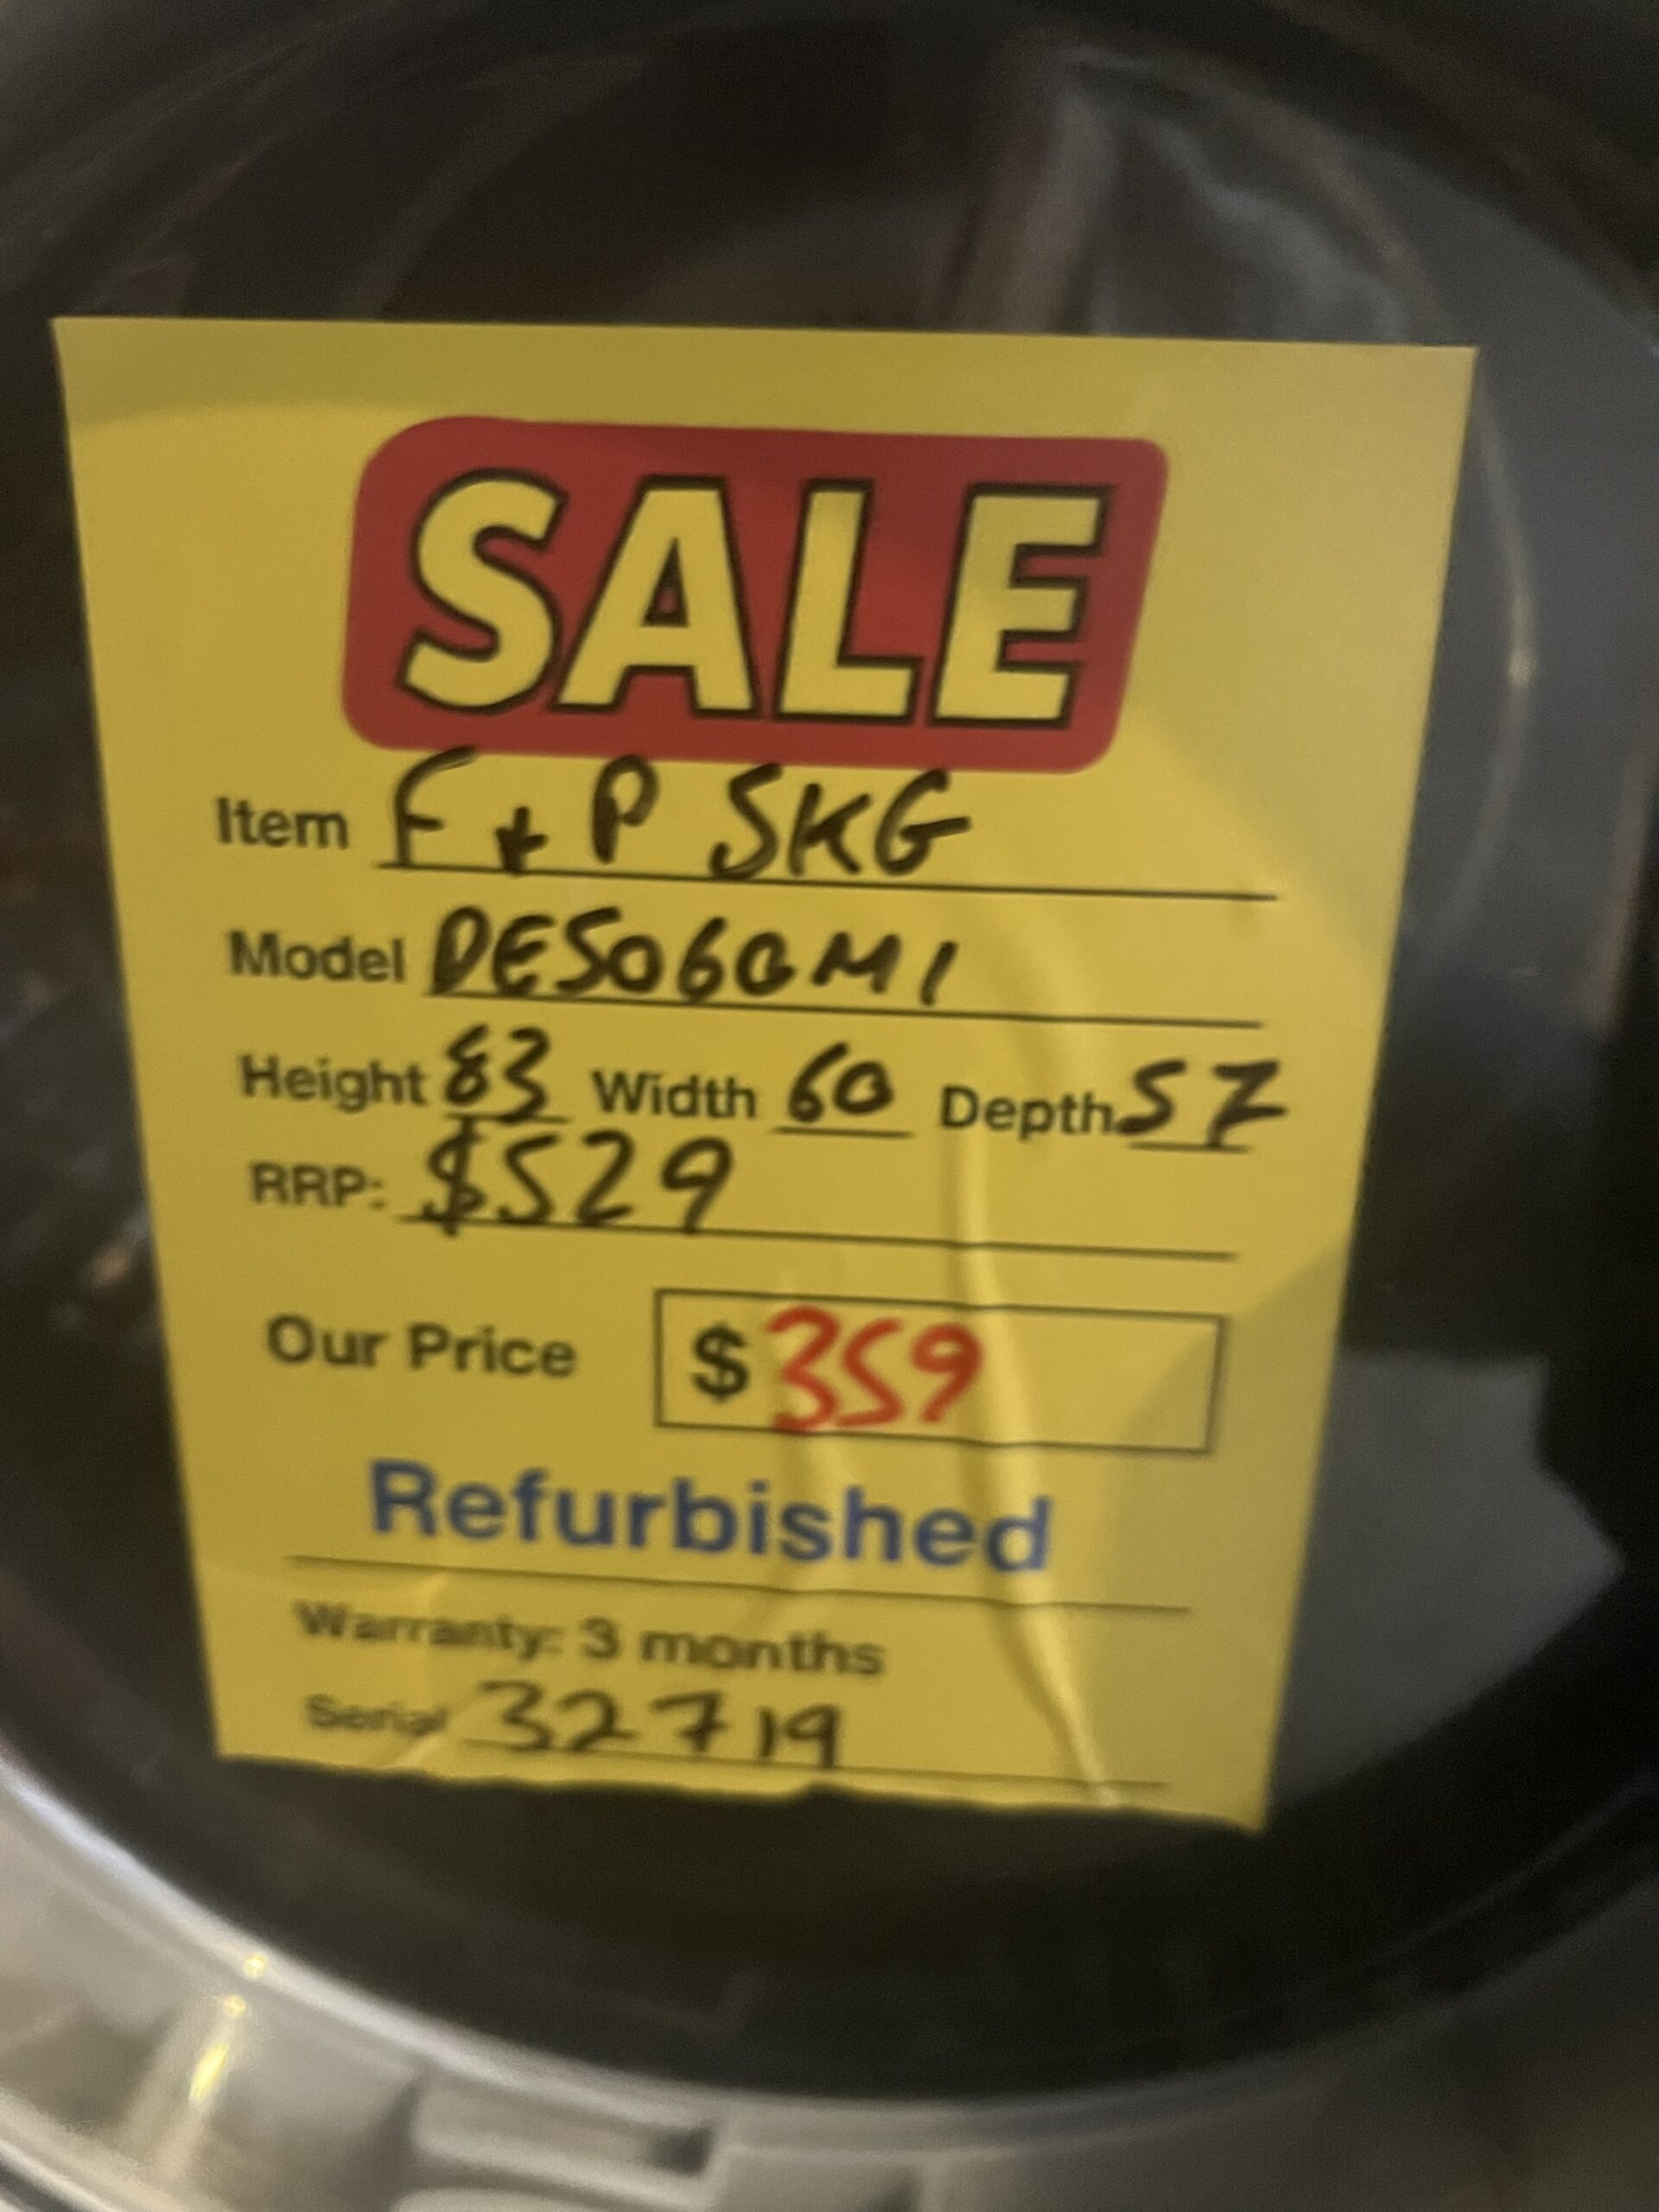 SALE
Item F + P 5KG
Model DE5060M1
Height 83 Width 60 Depth 57
RRP: $529
Our Price $359
Refurbished
Warranty: 3 months
Serial 32719